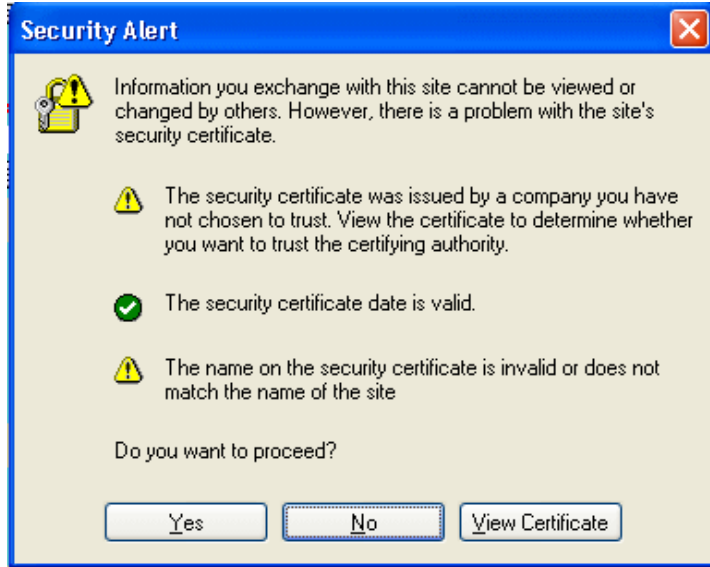 Security Alert
Information you exchange with this site cannot be viewed or
changed by others. However, there is a problem with the site's
security certificate.
The security certificate was issued by a company you have
not chosen to trust. View the certificate to determine whether
you want to trust the certifying authority.
The security certificate date is valid.
The name on the security certificate is invalid or does not
match the name of the site
Do you want to proceed?
Yes No View Certificate